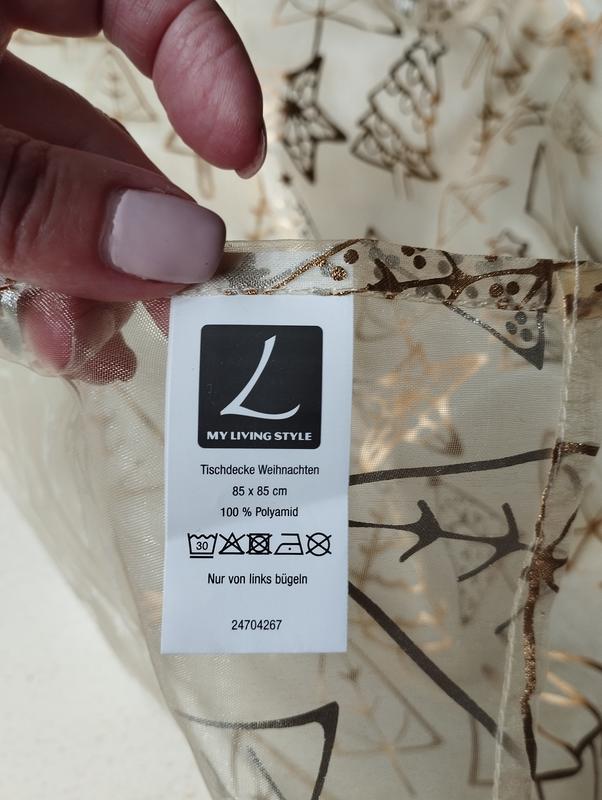 L
MY LIVING STYLE
Tischdecke Weihnachten
85 x 85 cm
100 % Polyamid
30
Nur von links bügeln
24704267